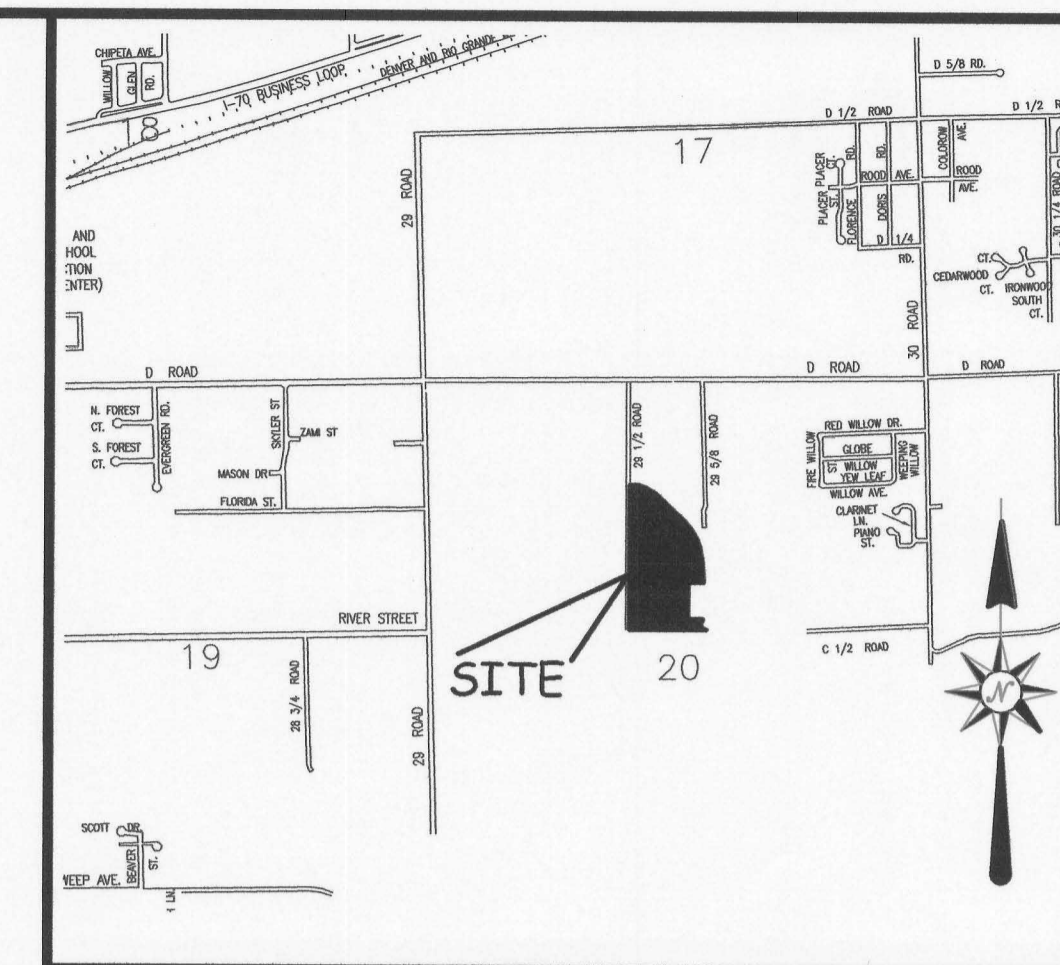 CHIPETA AVE.
WILLOW
GLEN
RD.
I-70 BUSINESS LOOP
DENVER AND RIO GRANDE
D 5/8 RD.
D 1/2 ROAD
D 1/2
17
29 ROAD
PLACER CT.
PLACER ST.
FLORENCE RD.
DORIS RD.
ROOD AVE.
D 1/4 RD.
COLOROW AVE.
ROOD AVE.
30 1/4 ROAD
AND
HOOL
TION
ENTER)
CEDARWOOD CT.
CT.
IRONWOOD
SOUTH
CT.
30 ROAD
D ROAD
D ROAD
D ROAD
N. FOREST
CT.
S. FOREST
CT.
EVERGREEN RD.
SKYLER ST
ZAMI ST
MASON DR
FLORIDA ST.
29 1/2 ROAD
29 5/8 ROAD
RED WILLOW DR.
FIRE WILLOW ST.
GLOBE
WILLOW
YEW LEAF
WILLOW AVE.
WEEPING
WILLOW
CLARINET
LN.
PIANO
ST.
RIVER STREET
C 1/2 ROAD
19
20
SITE
28 3/4 ROAD
29 ROAD
N
SCOTT DR.
BEAVER ST.
WEEP AVE.
LN.